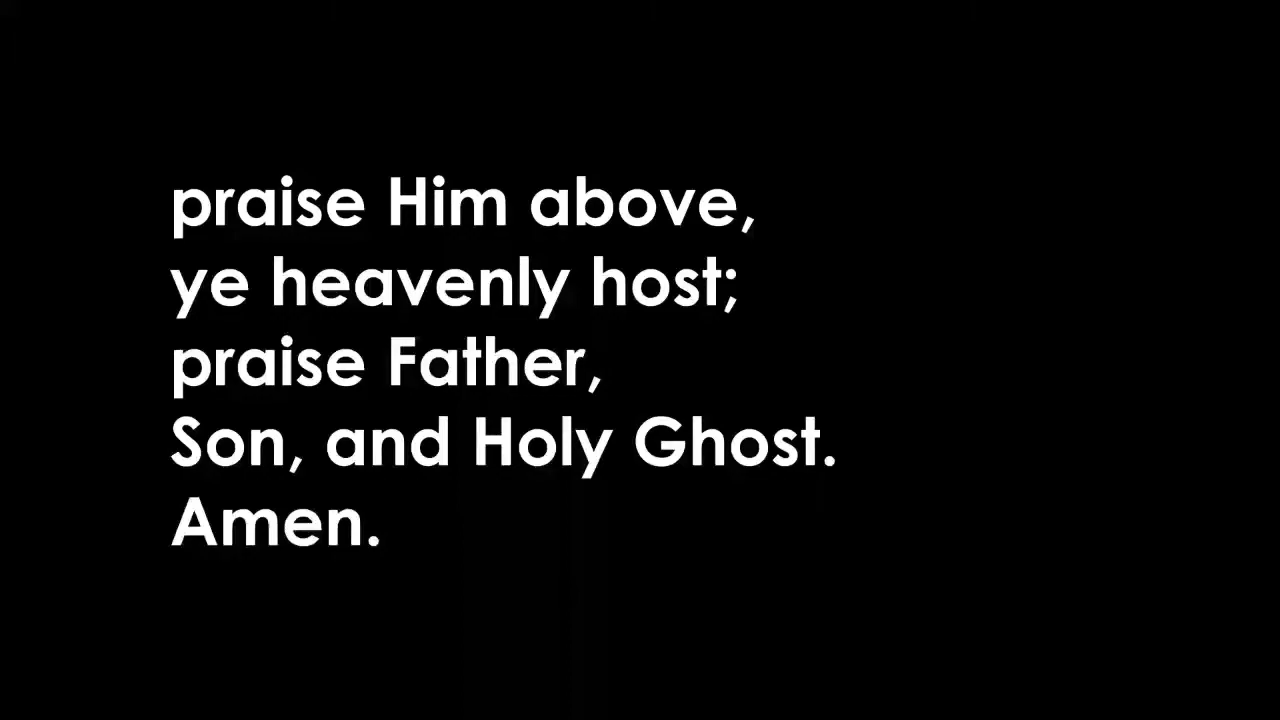 praise Him above,
ye heavenly host;
praise Father,
Son, and Holy Ghost.
Amen.